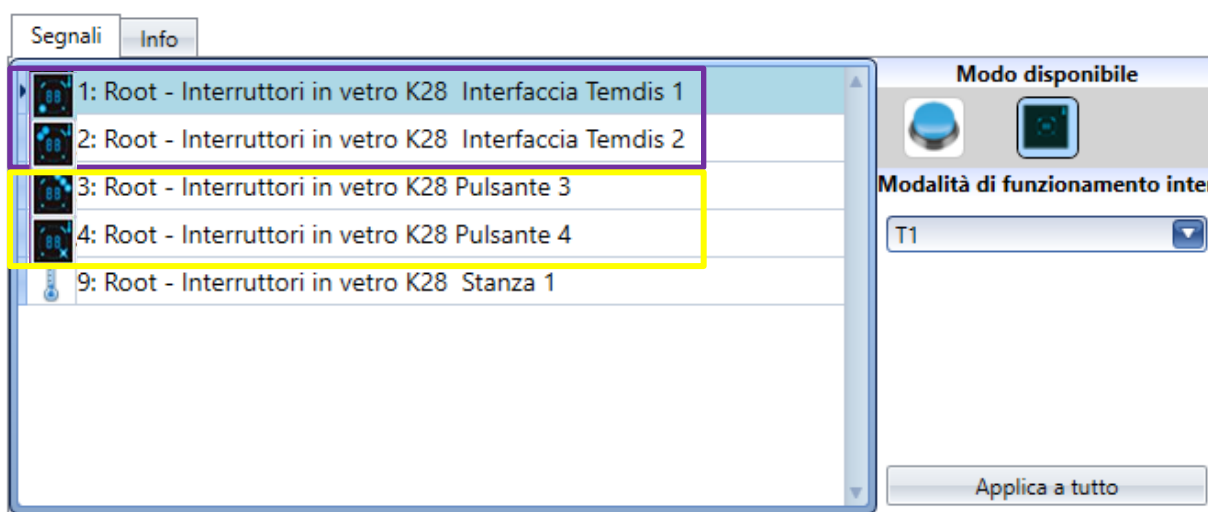 Segnali Info
1: Root - Interruttori in vetro K28 Interfaccia Temdis 1
2: Root - Interruttori in vetro K28 Interfaccia Temdis 2
3: Root - Interruttori in vetro K28 Pulsante 3
4: Root - Interruttori in vetro K28 Pulsante 4
9: Root - Interruttori in vetro K28 Stanza 1
Modo disponibile
Modalità di funzionamento inter
T1
Applica a tutto